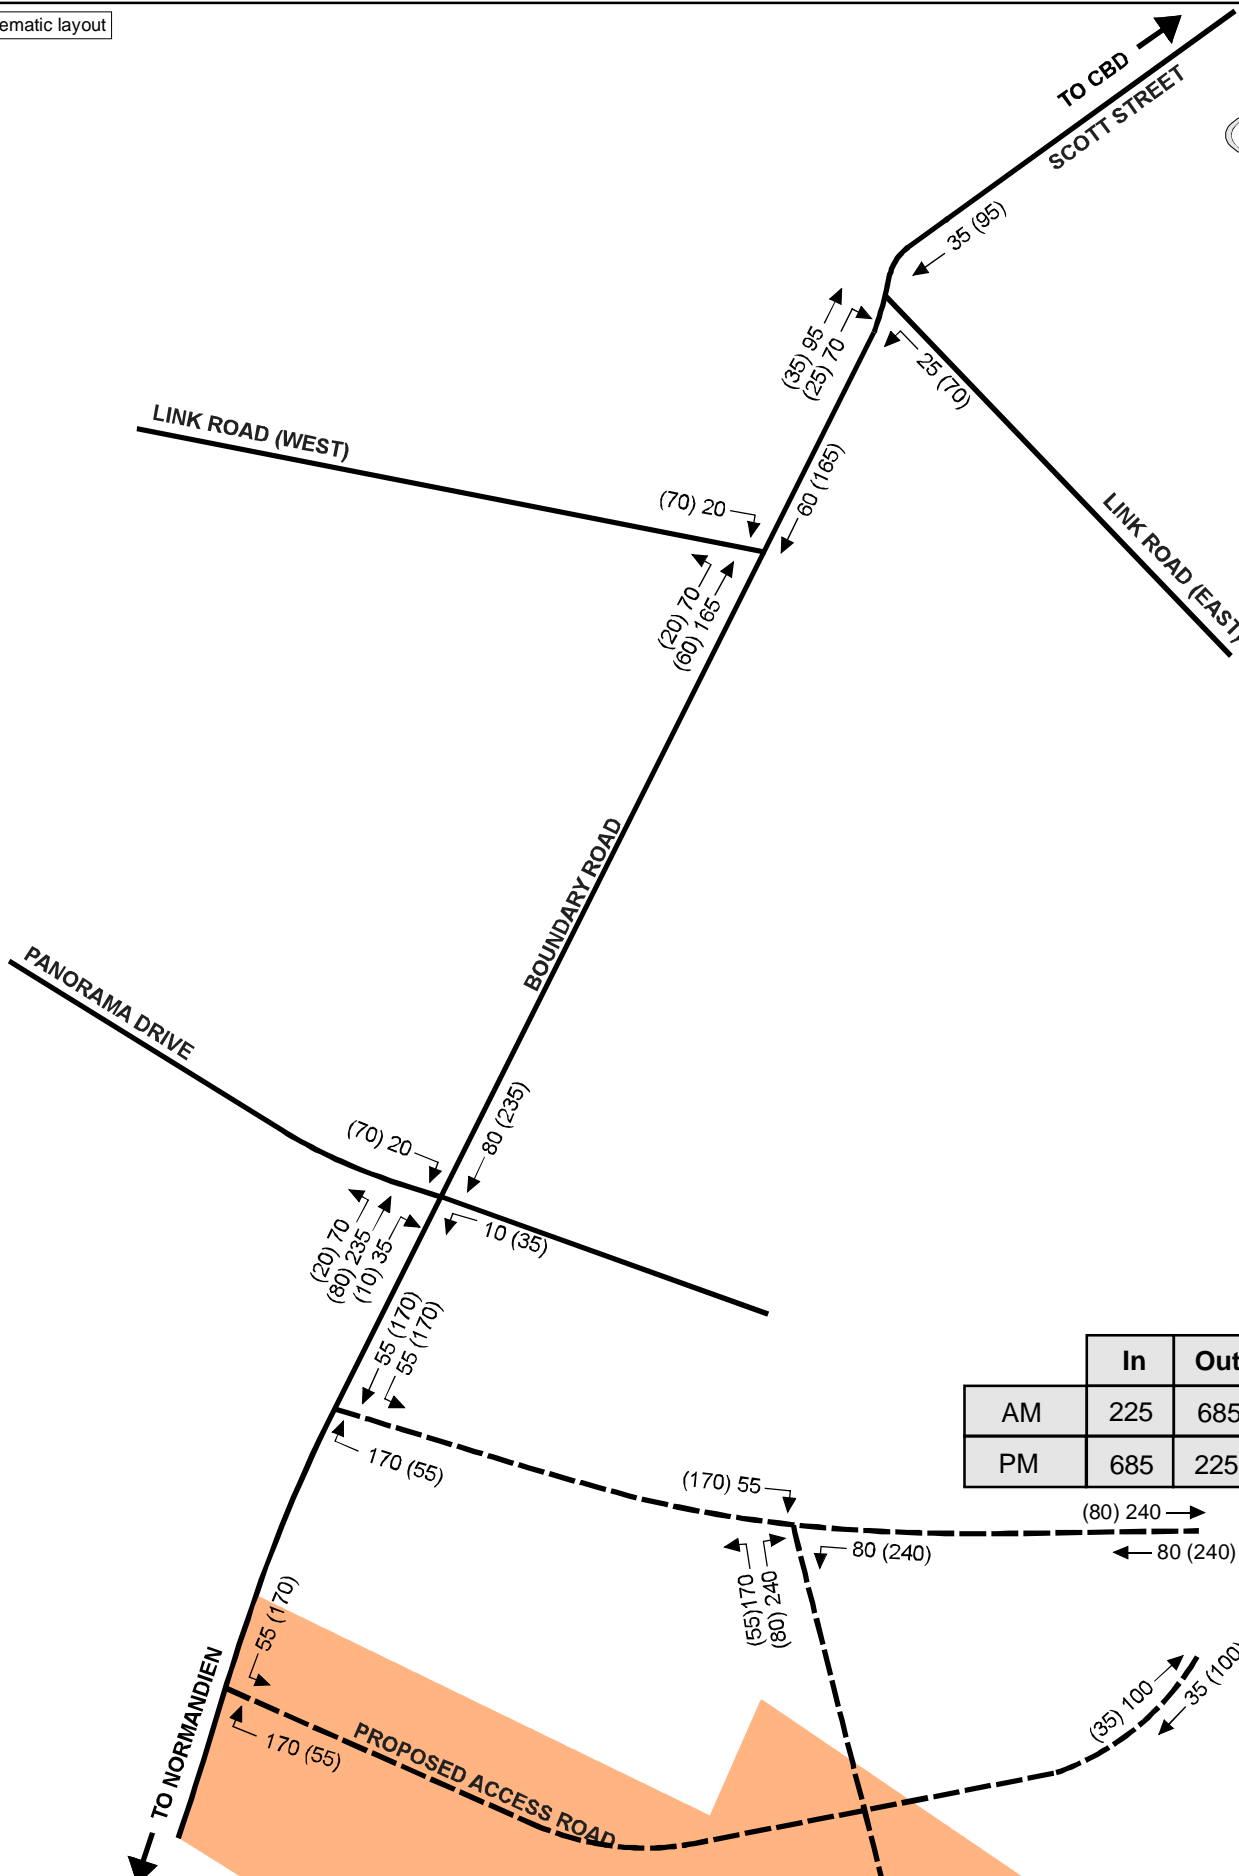 ematic layout
TO CBD
SCOTT STREET
35 (95)
(35) 95
(25) 70
25 (70)
LINK ROAD (WEST)
60 (165)
(70) 20
LINK ROAD (EAST)
(20) 70
(60) 165
BOUNDARY ROAD
PANORAMA DRIVE
80 (235)
(70) 20
(20) 70
(80) 235
(10) 35
10 (35)
55 (170)
55 (170)
In Out
AM 225 685
PM 685 225
170 (55)
(170) 55
(80) 240
80 (240)
80 (240)
(55)170
(80) 240
55 (170)
TO NORMANDIEN
170 (55)
PROPOSED ACCESS ROAD
(35) 100
35 (100)